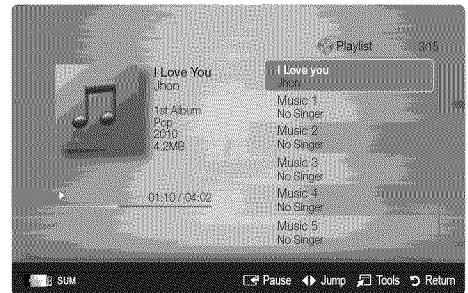 Playlist 3/15
I Love You
Jhon
1st Album
Pop
2010
4.2MB
01:10 / 04:02
I Love you
Jhon
Music 1
No Singer
Music 2
No Singer
Music 3
No Singer
Music 4
No Singer
Music 5
No Singer
SUM
Pause Jump Tools Return